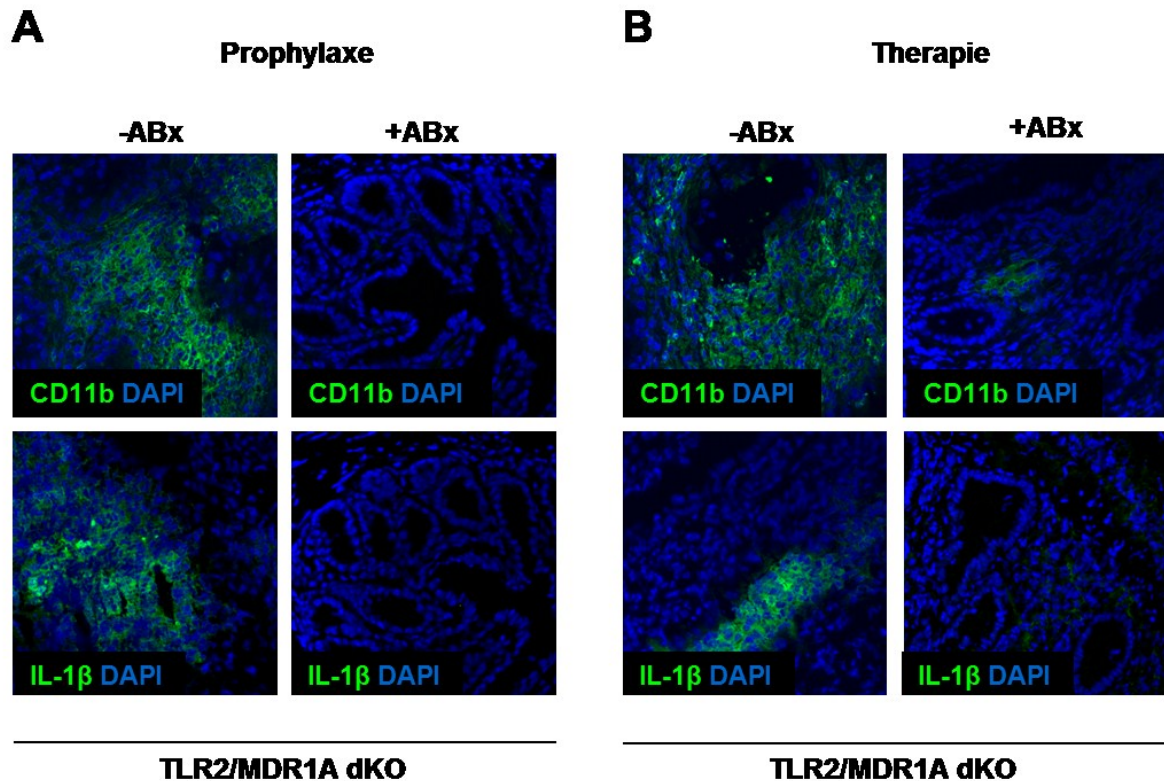 A
Prophylaxe
-ABx
+ABx
CD11b DAPI
CD11b DAPI
IL-1β DAPI
IL-1β DAPI
TLR2/MDR1A dKO
B
Therapie
-ABx
+ABx
CD11b DAPI
CD11b DAPI
IL-1β DAPI
IL-1β DAPI
TLR2/MDR1A dKO